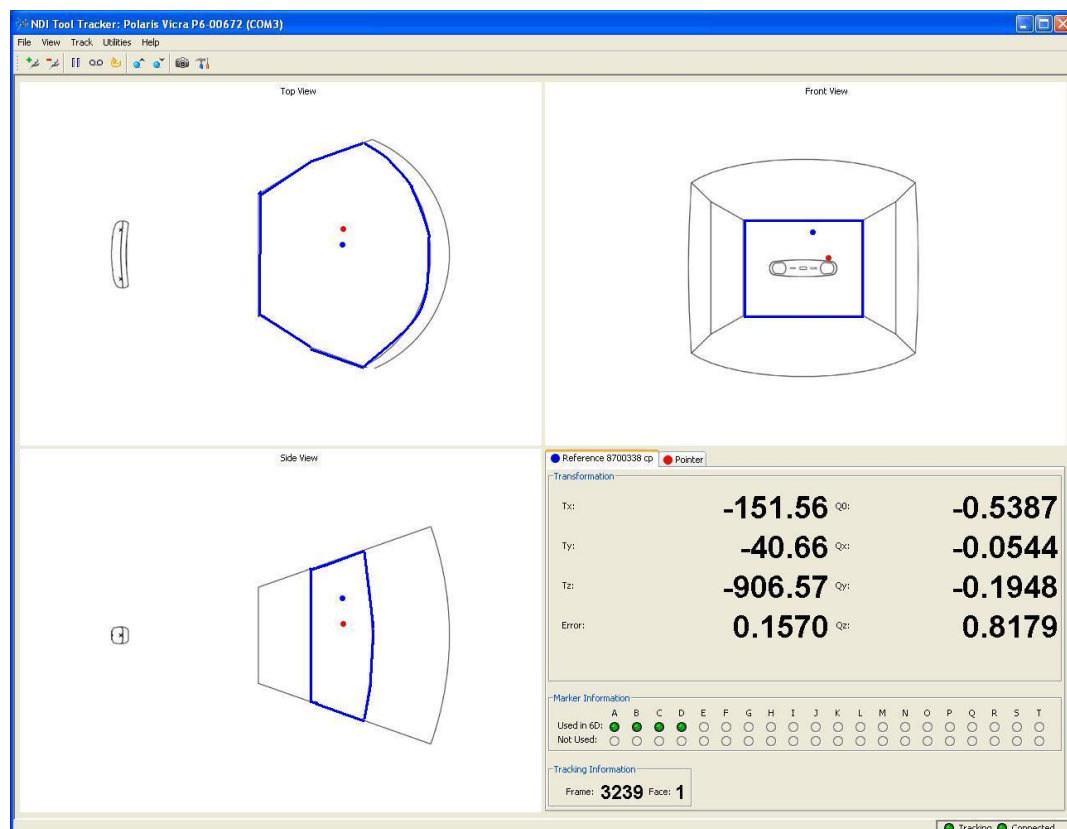 NDI Tool Tracker: Polaris Vicra P6-00672 (COM3)
File View Track Utilities Help
Top View
Front View
Side View
Reference 8700338 cp Pointer
Transformation
Tx: -151.56 Q0: -0.5387
Ty: -40.66 Qx: -0.0544
Tz: -906.57 Qy: -0.1948
Error: 0.1570 Qz: 0.8179
Marker Information
A B C D E F G H I J K L M N O P Q R S T
Used in 6D:
Not Used:
Tracking Information
Frame: 3239 Face: 1
Tracking Connected